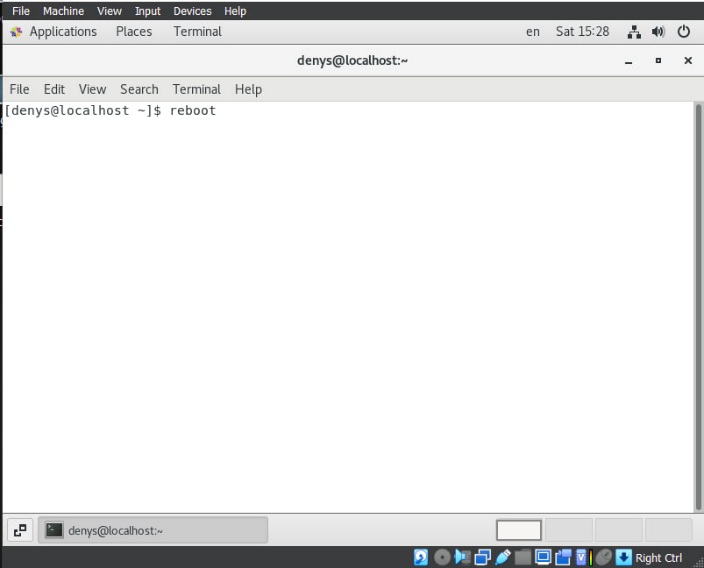 File Machine View Input Devices Help
Applications Places Terminal en Sat 15:28
denys@localhost:~
File Edit View Search Terminal Help
[denys@localhost ~]$ reboot
denys@localhost:~
Right Ctrl